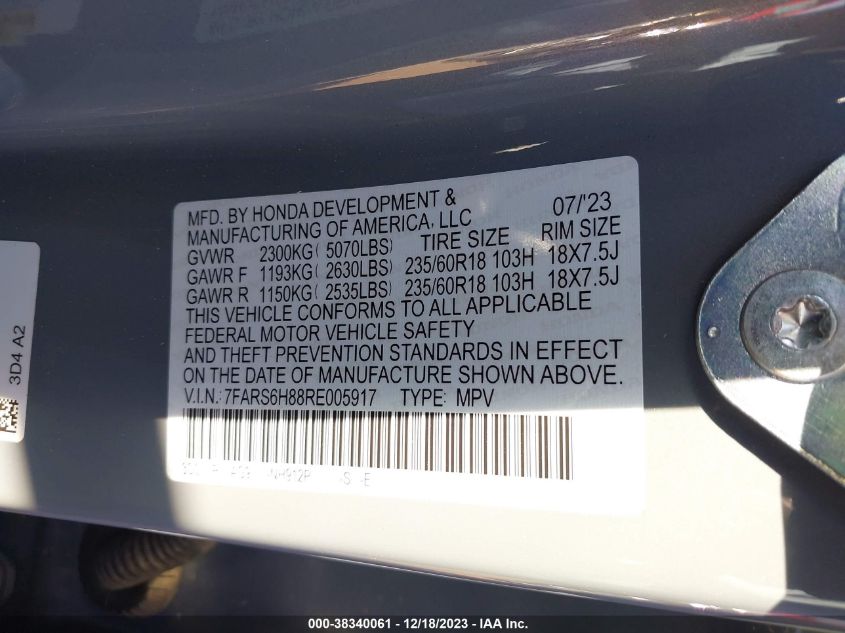 MFD. BY HONDA DEVELOPMENT &
MANUFACTURING OF AMERICA, LLC 07/'23
GVWR 2300KG( 5070LBS) TIRE SIZE RIM SIZE
GAWR F 1193KG( 2630LBS) 235/60R18 103H 18X7.5J
GAWR R 1150KG( 2535LBS) 235/60R18 103H 18X7.5J
THIS VEHICLE CONFORMS TO ALL APPLICABLE
FEDERAL MOTOR VEHICLE SAFETY
AND THEFT PREVENTION STANDARDS IN EFFECT
ON THE DATE OF MANUFACTURE SHOWN ABOVE.
V.I.N.: 7FARS6H88RE005917 TYPE: MPV
NH912P
3D4 A2
000-38340061 - 12/18/2023 - IAA Inc.